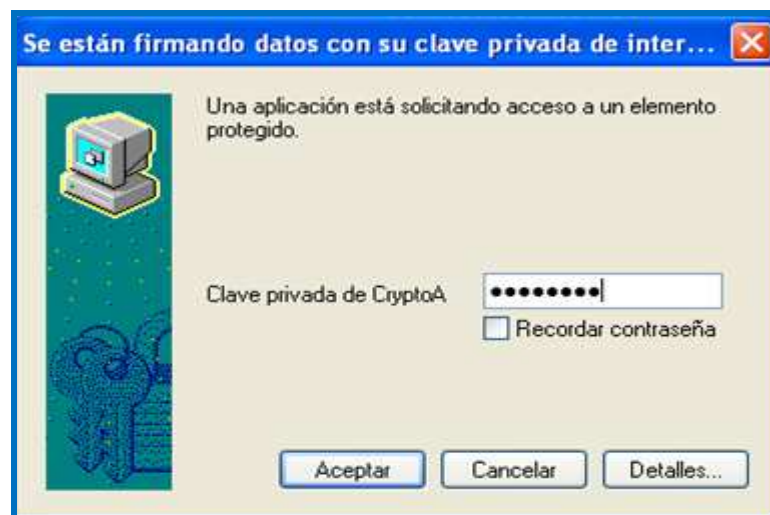 Se están firmando datos con su clave privada de inter...
Una aplicación está solicitando acceso a un elemento
protegido.
Clave privada de CryptoA
●●●●●●●●
Recordar contraseña
Aceptar
Cancelar
Detalles...